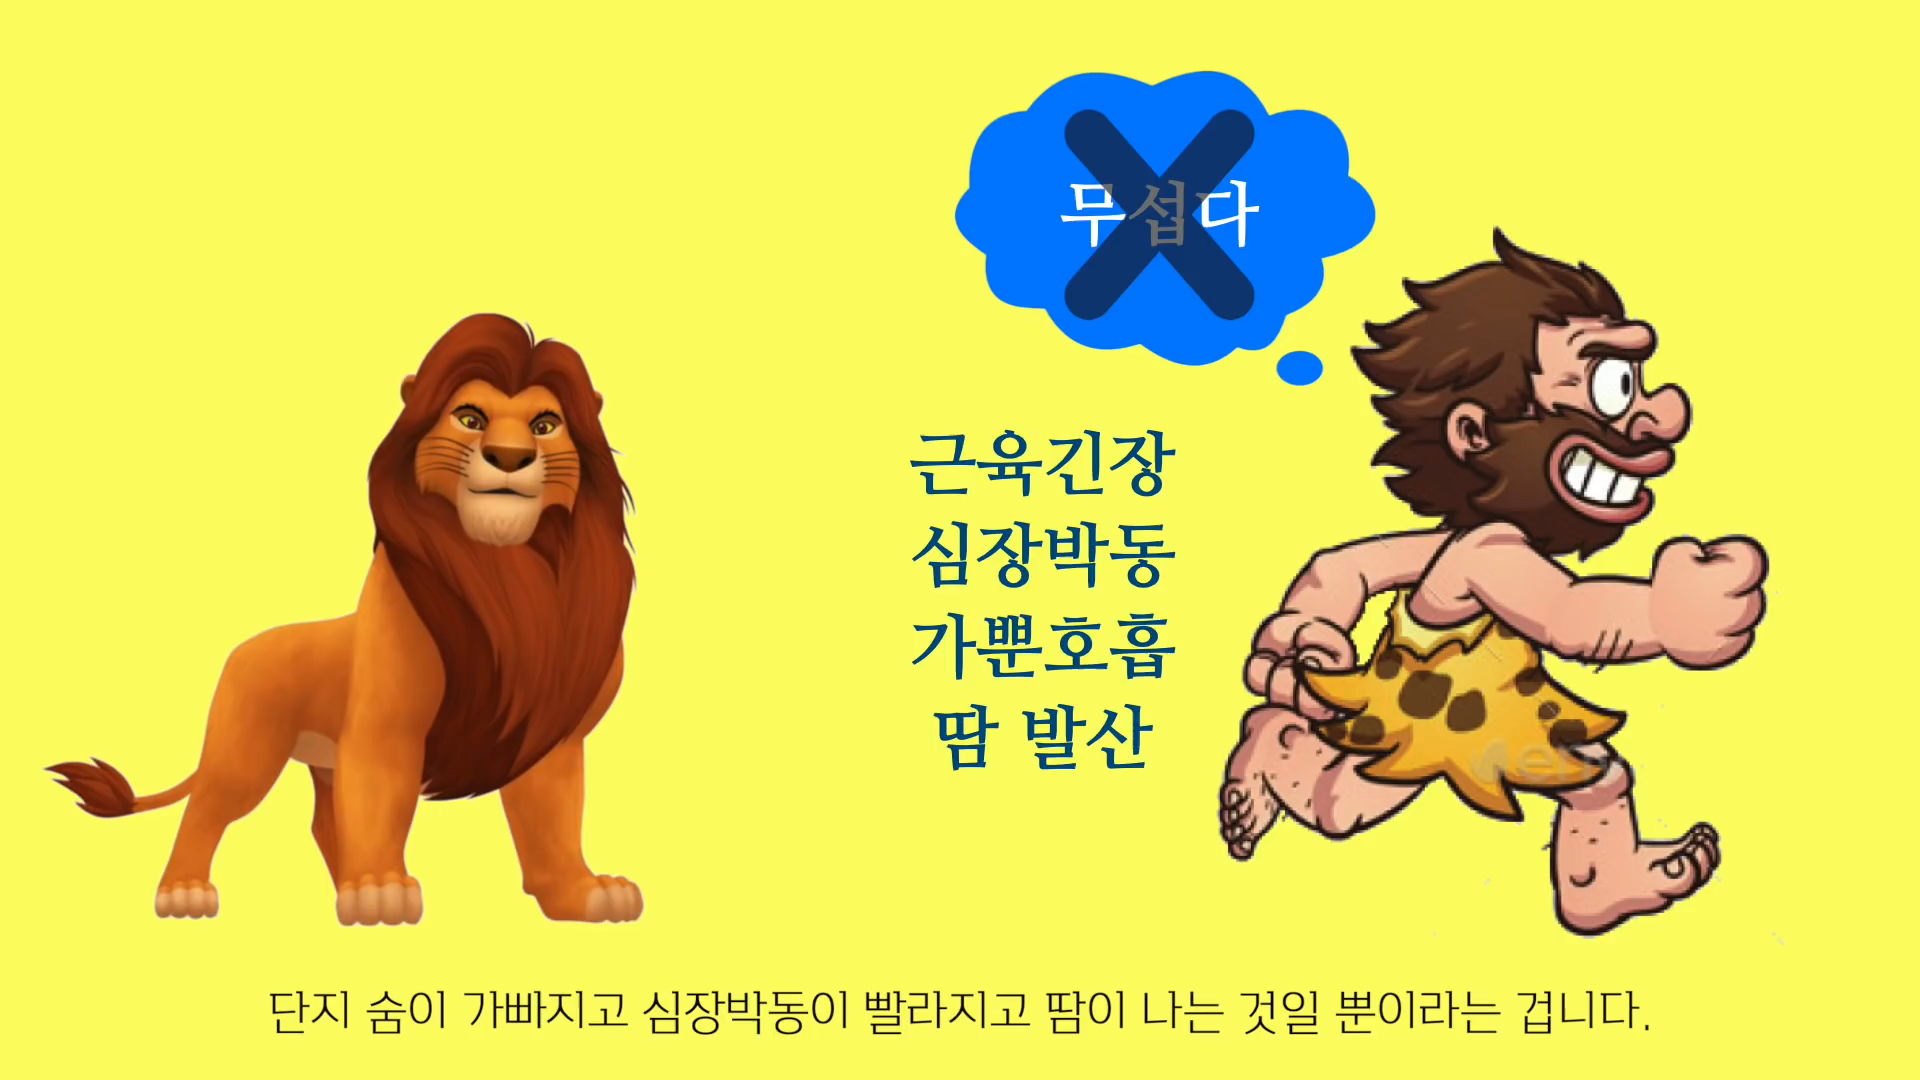 무섭다
근육긴장
심장박동
가뿐호흡
땀 발산
단지 숨이 가빠지고 심장박동이 빨라지고 땀이 나는 것일 뿐이라는 겁니다.